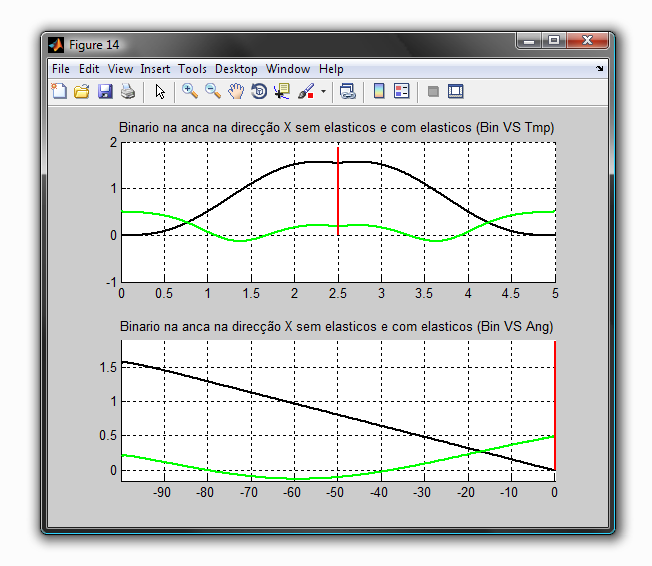 Figure 14
File Edit View Insert Tools Desktop Window Help
Binario na anca na direcção X sem elasticos e com elasticos (Bin VS Tmp)
2
1
0
-1
0 0.5 1 1.5 2 2.5 3 3.5 4 4.5 5
Binario na anca na direcção X sem elasticos e com elasticos (Bin VS Ang)
1.5
1
0.5
0
-90 -80 -70 -60 -50 -40 -30 -20 -10 0